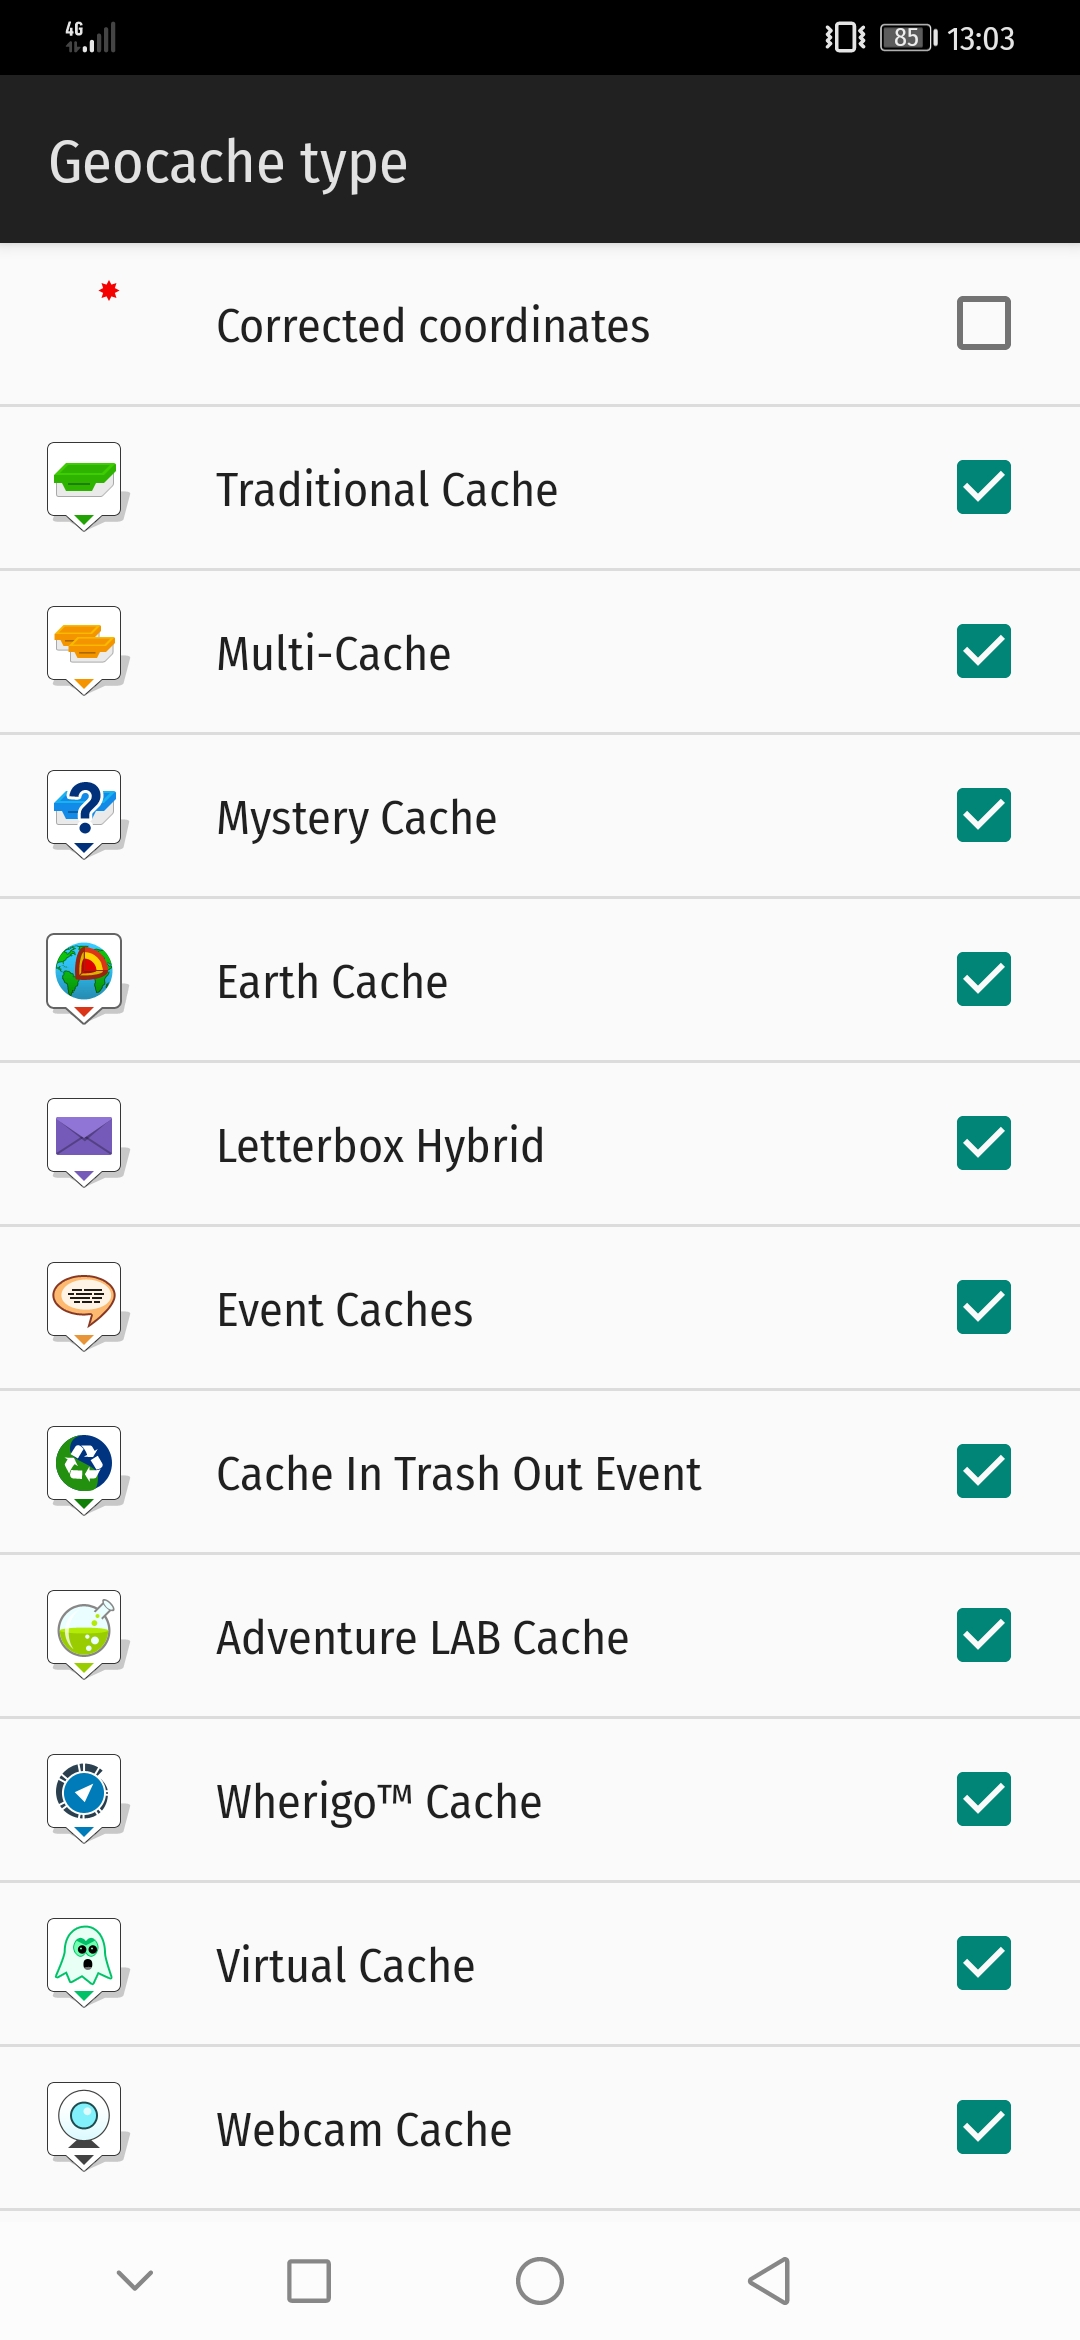 4G
85 13:03
Geocache type
Corrected coordinates
Traditional Cache
Multi-Cache
Mystery Cache
Earth Cache
Letterbox Hybrid
Event Caches
Cache In Trash Out Event
Adventure LAB Cache
Wherigo™ Cache
Virtual Cache
Webcam Cache